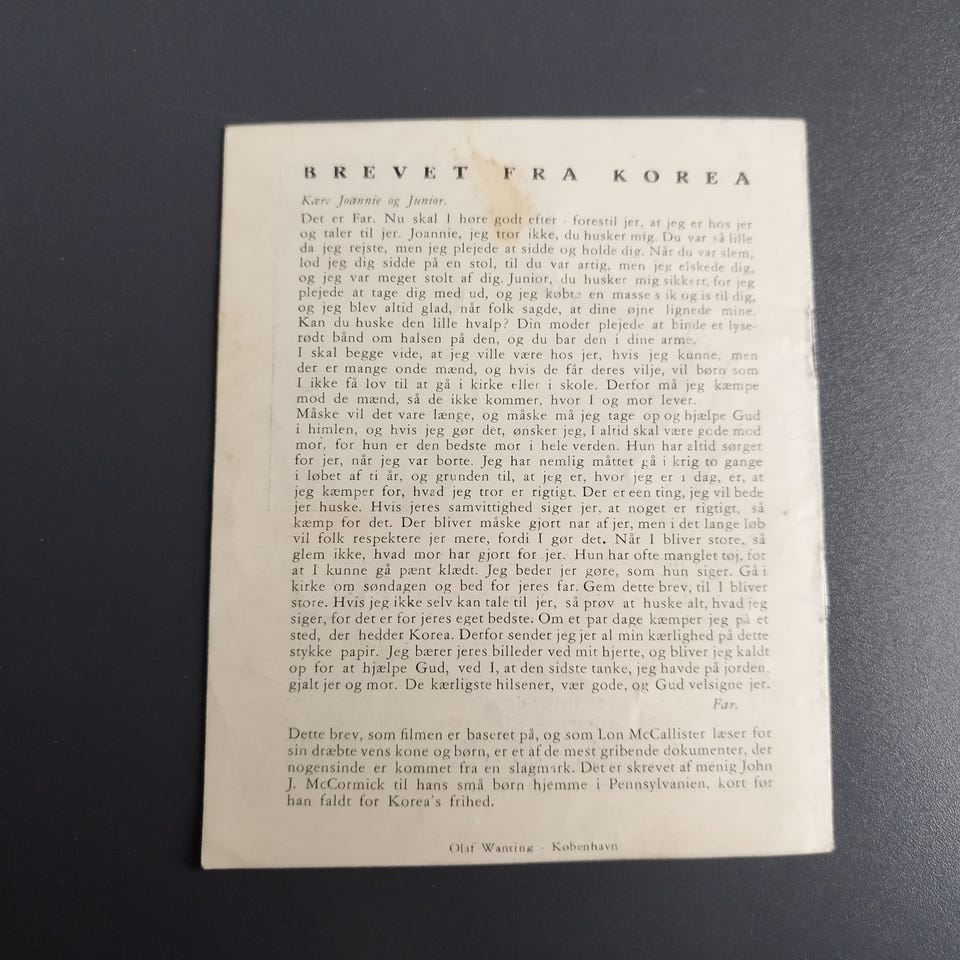 BREVET FRA KOREA
Kære Joannie og Junior.
Det er Far. Nu skal I høre godt efter - forestil jer, at jeg er hos jer
og taler til jer. Joannie, jeg tror ikke, du husker mig. Du var så lille
da jeg rejste, men jeg plejede at sidde og holde dig. Når du var slem,
lod jeg dig sidde på en stol, til du var artig, men jeg elskede dig,
og jeg var meget stolt af dig. Junior, du husker mig sikkert, for jeg
plejede at tage dig med ud, og jeg købte en masse s ik og is til dig,
og jeg blev altid glad, når folk sagde, at dine øjne lignede mine.
Kan du huske den lille hvalp? Din moder plejede at binde et lyse-
rødt bånd om halsen på den, og du bar den i dine arme.
I skal begge vide, at jeg ville være hos jer, hvis jeg kunne, men
der er mange onde mænd, og hvis de får deres vilje, vil børn som
I ikke få lov til at gå i kirke eller i skole. Derfor må jeg kæmpe
mod de mænd, så de ikke kommer, hvor I og mor lever.
Måske vil det vare længe, og måske må jeg tage op og hjælpe Gud
i himlen, og hvis jeg gør det, ønsker jeg, I altid skal være gode mod
mor, for hun er den bedste mor i hele verden. Hun har altid sørget
for jer, når jeg var borte. Jeg har nemlig måttet gå i krig to gange
i løbet af ti år, og grunden til, at jeg er, hvor jeg er i dag, er, at
jeg kæmper for, hvad jeg tror er rigtigt. Der er een ting, jeg vil bede
jer huske. Hvis jeres samvittighed siger jer, at noget er rigtigt, så
kæmp for det. Der bliver måske gjort nar af jer, men i det lange løb
vil folk respektere jer mere, fordi I gør det. Når I bliver store, så
glem ikke, hvad mor har gjort for jer. Hun har ofte manglet tøj, for
at I kunne gå pænt klædt. Jeg beder jer gøre, som hun siger. Gå i
kirke om søndagen og bed for jeres far. Gem dette brev, til I bliver
store. Hvis jeg ikke selv kan tale til jer, så prøv at huske alt, hvad jeg
siger, for det er for jeres eget bedste. Om et par dage kæmper jeg på et
sted, der hedder Korea. Derfor sender jeg jer al min kærlighed på dette
stykke papir. Jeg bærer jeres billeder ved mit hjerte, og bliver jeg kaldt
op for at hjælpe Gud, ved I, at den sidste tanke, jeg havde på jorden,
gjalt jer og mor. De kærligste hilsener, vær gode, og Gud velsigne jer.
Far.
Dette brev, som filmen er baseret på, og som Lon McCallister læser for
sin dræbte vens kone og børn, er et af de mest gribende dokumenter, der
nogensinde er kommet fra en slagmark. Det er skrevet af menig John
J. McCormick til hans små børn hjemme i Pennsylvanien, kort før
han faldt for Korea's frihed.
Olaf Wanting - København